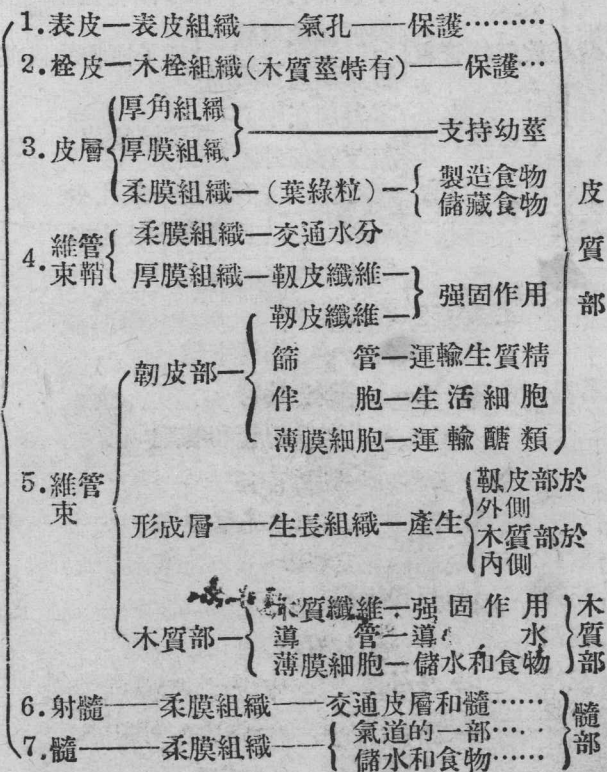 1.表皮—表皮組織——氣孔——保護………
2.栓皮—木栓組織(木質莖特有)——保護…
3.皮層
厚角組織
厚膜組織
支持幼莖
柔膜組織—(葉綠粒)—
製造食物
儲藏食物
皮質部
4.維管束鞘
柔膜組織—交通水分
厚膜組織—靱皮纖維—
强固作用
5.維管束
韌皮部—
靱皮纖維—
篩 管—運輸生質精
伴 胞—生活細胞
薄膜細胞—運輸醣類
形成層——生長組織—產生
靱皮部於
外側
木質部於
內側
木質部—
木質纖維—强固作用
導 管—導 水
薄膜細胞—儲水和食物
木質部
6.射髓——柔膜組織——交通皮層和髓……
7.髓——柔膜組織——
氣道的一部……
儲水和食物……
髓部